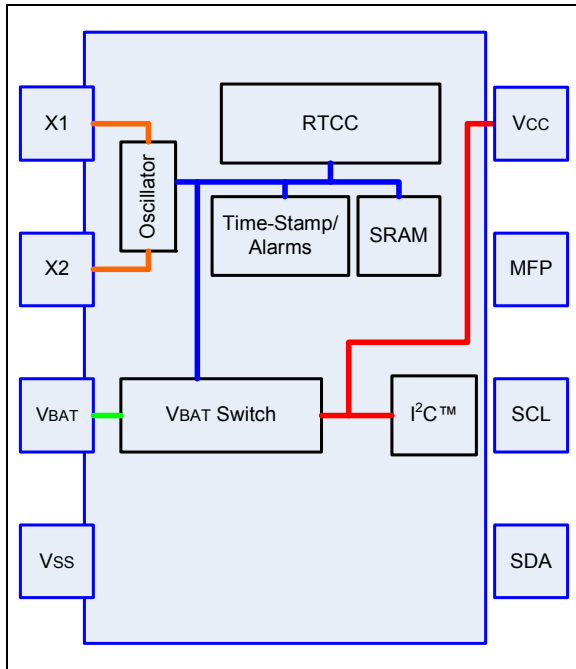 X1
RTCC
VCC
Oscillator
X2
Time-Stamp/
Alarms
SRAM
MFP
VBAT
VBAT Switch
I²C™
SCL
VSS
SDA